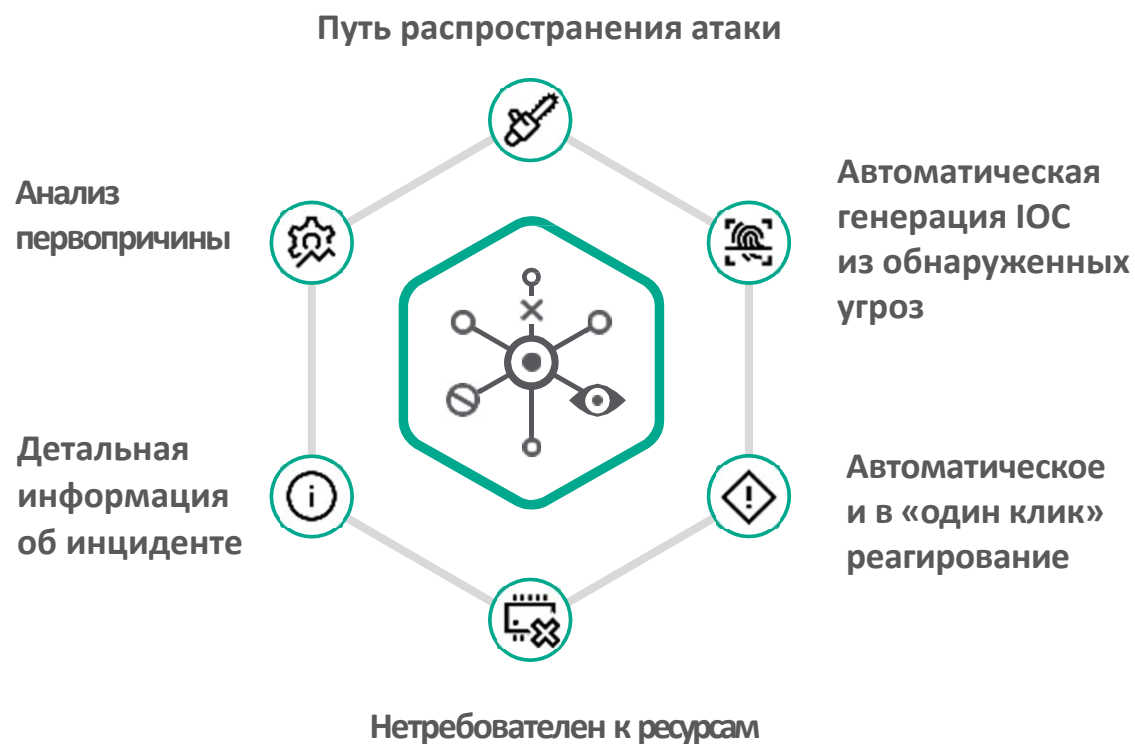 Путь распространения атаки
Анализ
первопричины
Автоматическая
генерация IOC
из обнаруженных
угроз
Детальная
информация
об инциденте
Автоматическое
и в «один клик»
реагирование
Нетребователен к ресурсам